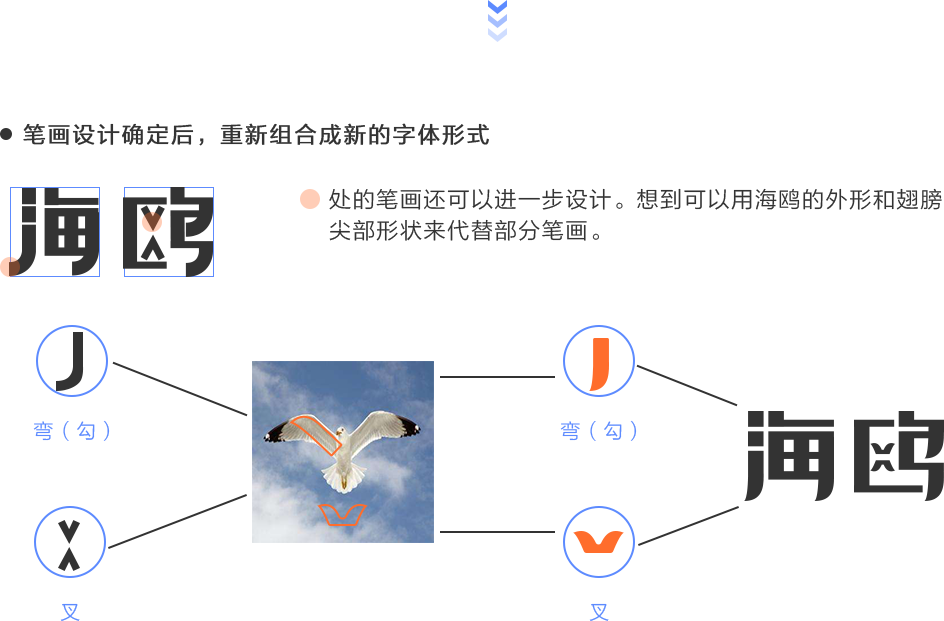 笔画设计确定后，重新组合成新的字体形式
海鸥
处的笔画还可以进一步设计。想到可以用海鸥的外形和翅膀
尖部形状来代替部分笔画。
弯（勾）
弯（勾）
海鸥
叉
叉